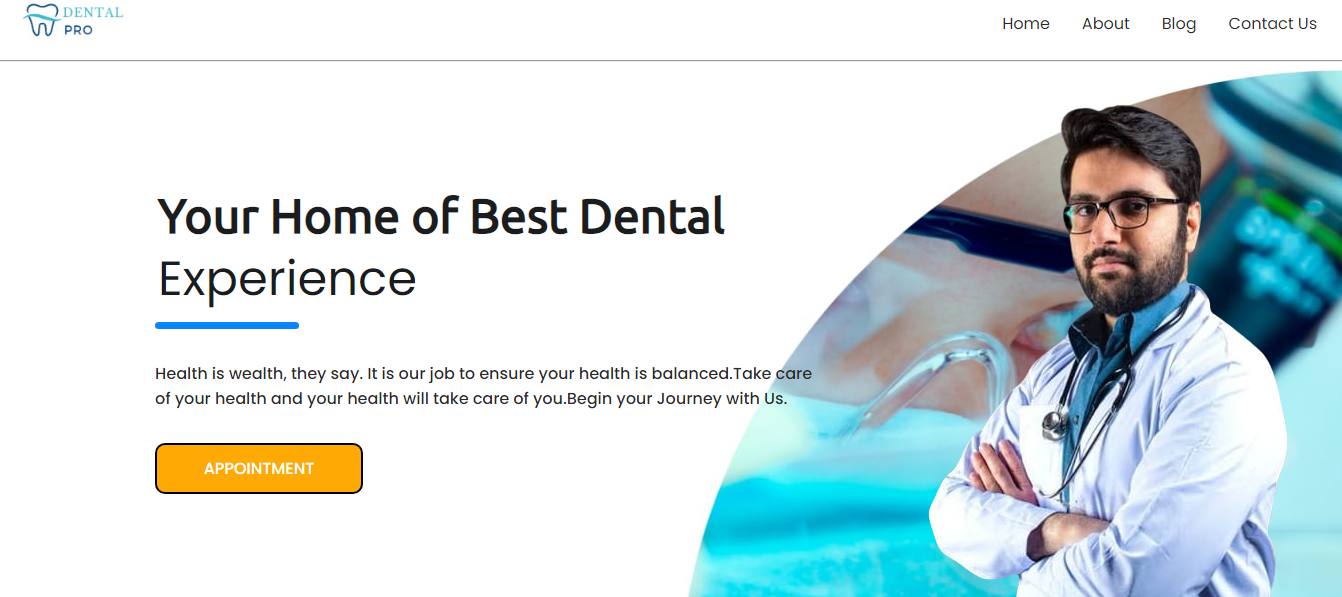 DENTAL
PRO
Home About Blog Contact Us
Your Home of Best Dental
Experience
Health is wealth, they say. It is our job to ensure your health is balanced.Take care
of your health and your health will take care of you.Begin your Journey with Us.
APPOINTMENT